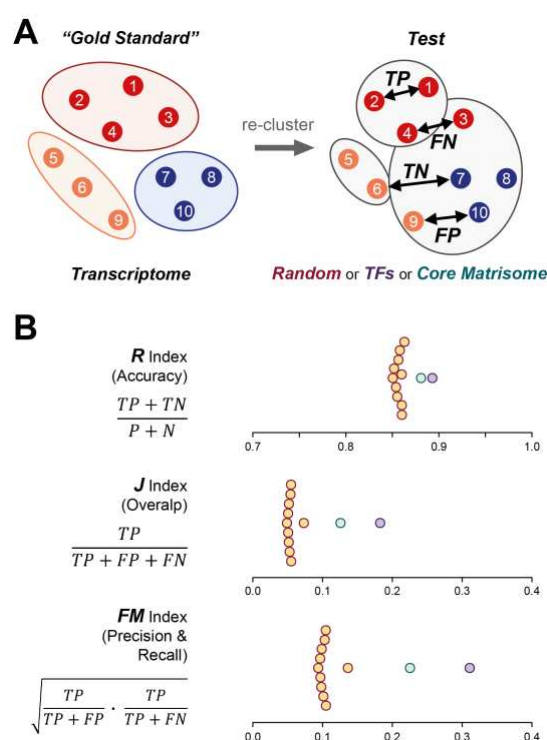 A
“Gold Standard”
Test
1
2
3
4
5
6
9
7
8
10
Transcriptome
re-cluster
TP
1
2
4
3
FN
5
6
TN
7
8
9
10
FP
Random or TFs or Core Matrisome
B
R Index
(Accuracy)
TP + TN
P + N
0.7 0.8 0.9 1.0
J Index
(Overalp)
TP
TP + FP + FN
0.0 0.1 0.2 0.3 0.4
FM Index
(Precision &
Recall)
√ TP / TP + FP · TP / TP + FN
0.0 0.1 0.2 0.3 0.4